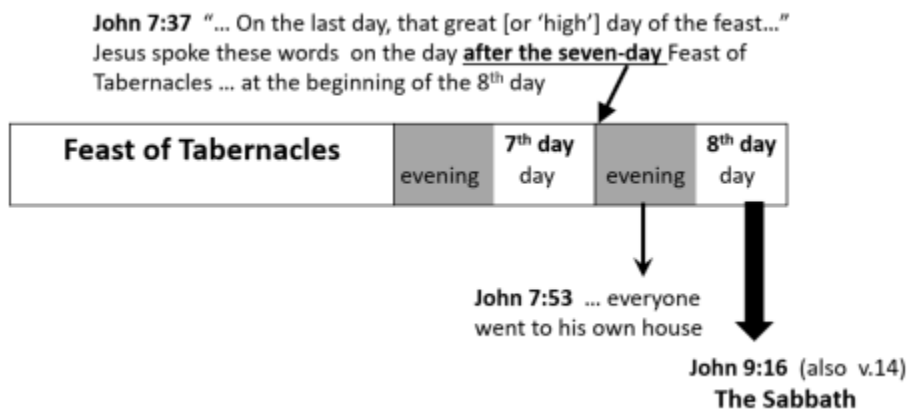 John 7:37 “... On the last day, that great [or ‘high’] day of the feast...”
Jesus spoke these words on the day after the seven-day Feast of
Tabernacles ... at the beginning of the 8th day
Feast of Tabernacles
evening
7th day
day
evening
8th day
day
John 7:53 ... everyone
went to his own house
John 9:16 (also v.14)
The Sabbath